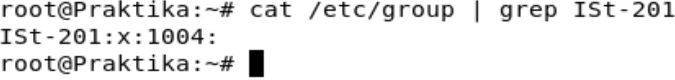 root@Praktika:~# cat /etc/group | grep ISt-201
ISt-201:x:1004:
root@Praktika:~#